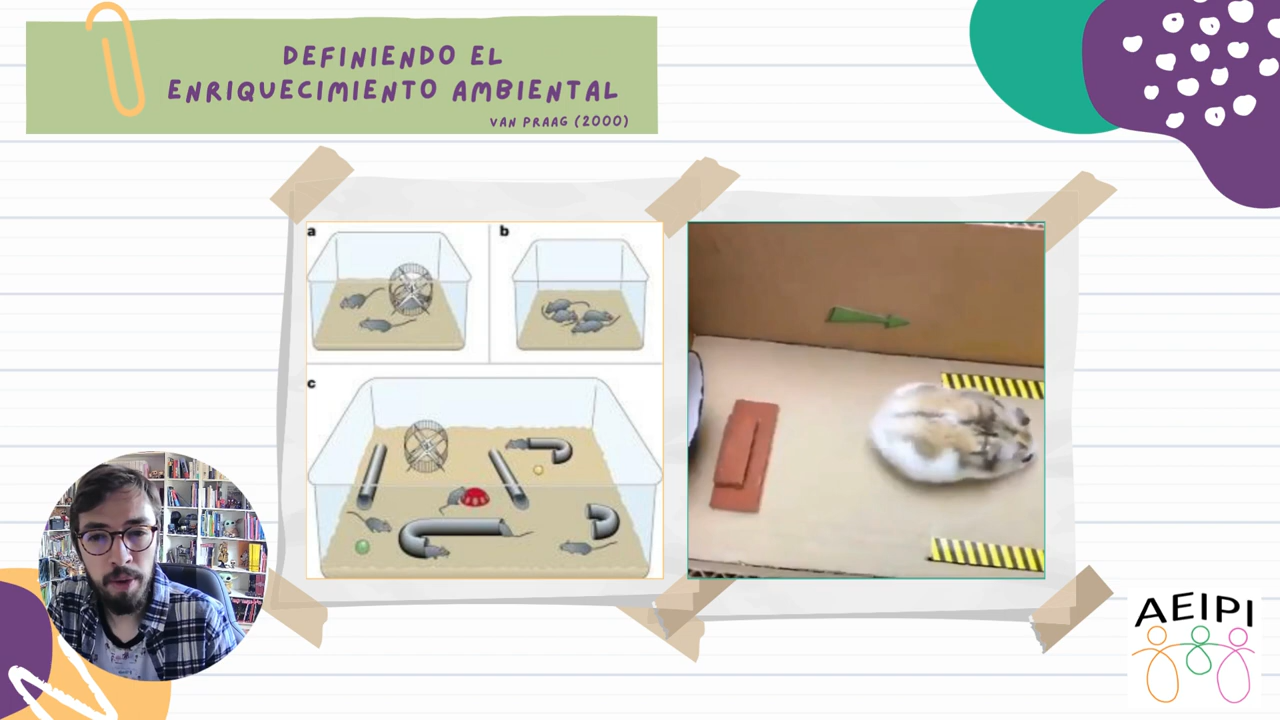 DEFINIENDO EL
ENRIQUECIMIENTO AMBIENTAL
VAN PRAAG (2000)
a
b
c
AEIPI